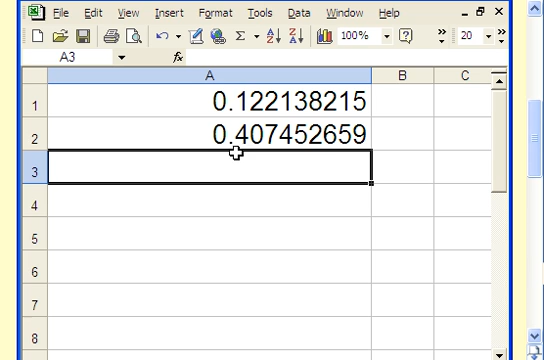 File Edit View Insert Format Tools Data Window Help
Σ A Z Z A 100% ? » » 20
A3 fx
A B C
1 0.122138215
2 0.407452659
3
4
5
6
7
8